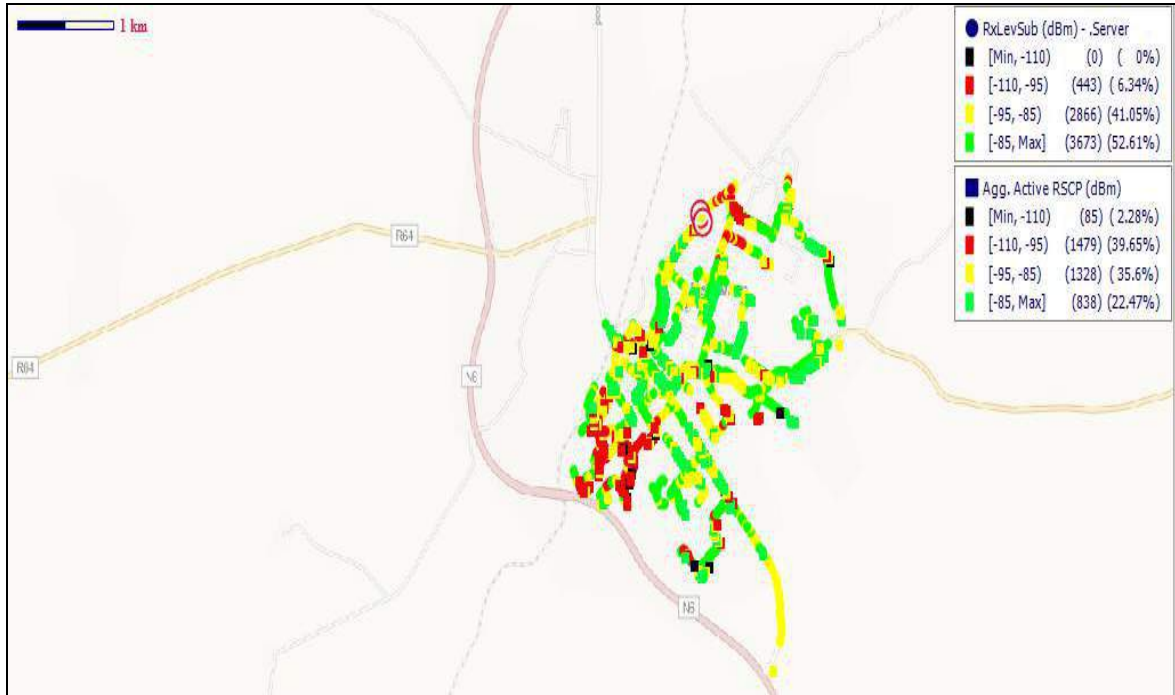 1 km
RxLevSub (dBm) - .Server
[Min, -110) (0) ( 0%)
[-110, -95) (443) ( 6.34%)
[-95, -85) (2866) (41.05%)
[-85, Max] (3673) (52.61%)
Agg. Active RSCP (dBm)
[Min, -110) (85) ( 2.28%)
[-110, -95) (1479) (39.65%)
[-95, -85) (1328) ( 35.6%)
[-85, Max] (838) (22.47%)
R64
R64
N6
N6